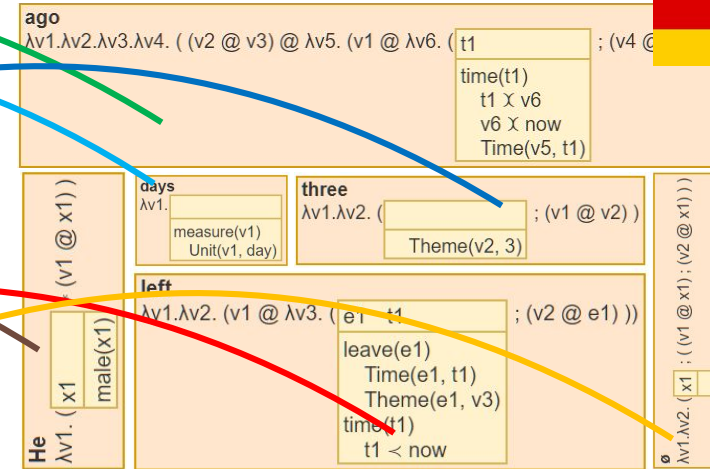 ago
λv1.λv2.λv3.λv4. ( (v2 @ v3) @ λv5. (v1 @ λv6. ( t1 ; (v4 @
time(t1)
t1 ⵋ v6
v6 ⵋ now
Time(v5, t1)
days
λv1.
measure(v1)
Unit(v1, day)
three
λv1.λv2. ( ; (v1 @ v2) )
Theme(v2, 3)
He
λv1. ( x1 * (v1 @ x1) )
male(x1)
left
λv1.λv2. (v1 @ λv3. ( e1 t1 ; (v2 @ e1) ))
leave(e1)
Time(e1, t1)
Theme(e1, v3)
time(t1)
t1 < now
ø
λv1.λv2. ( x1 ; ( (v1 @ x1) ; (v2 @ x1) ) )